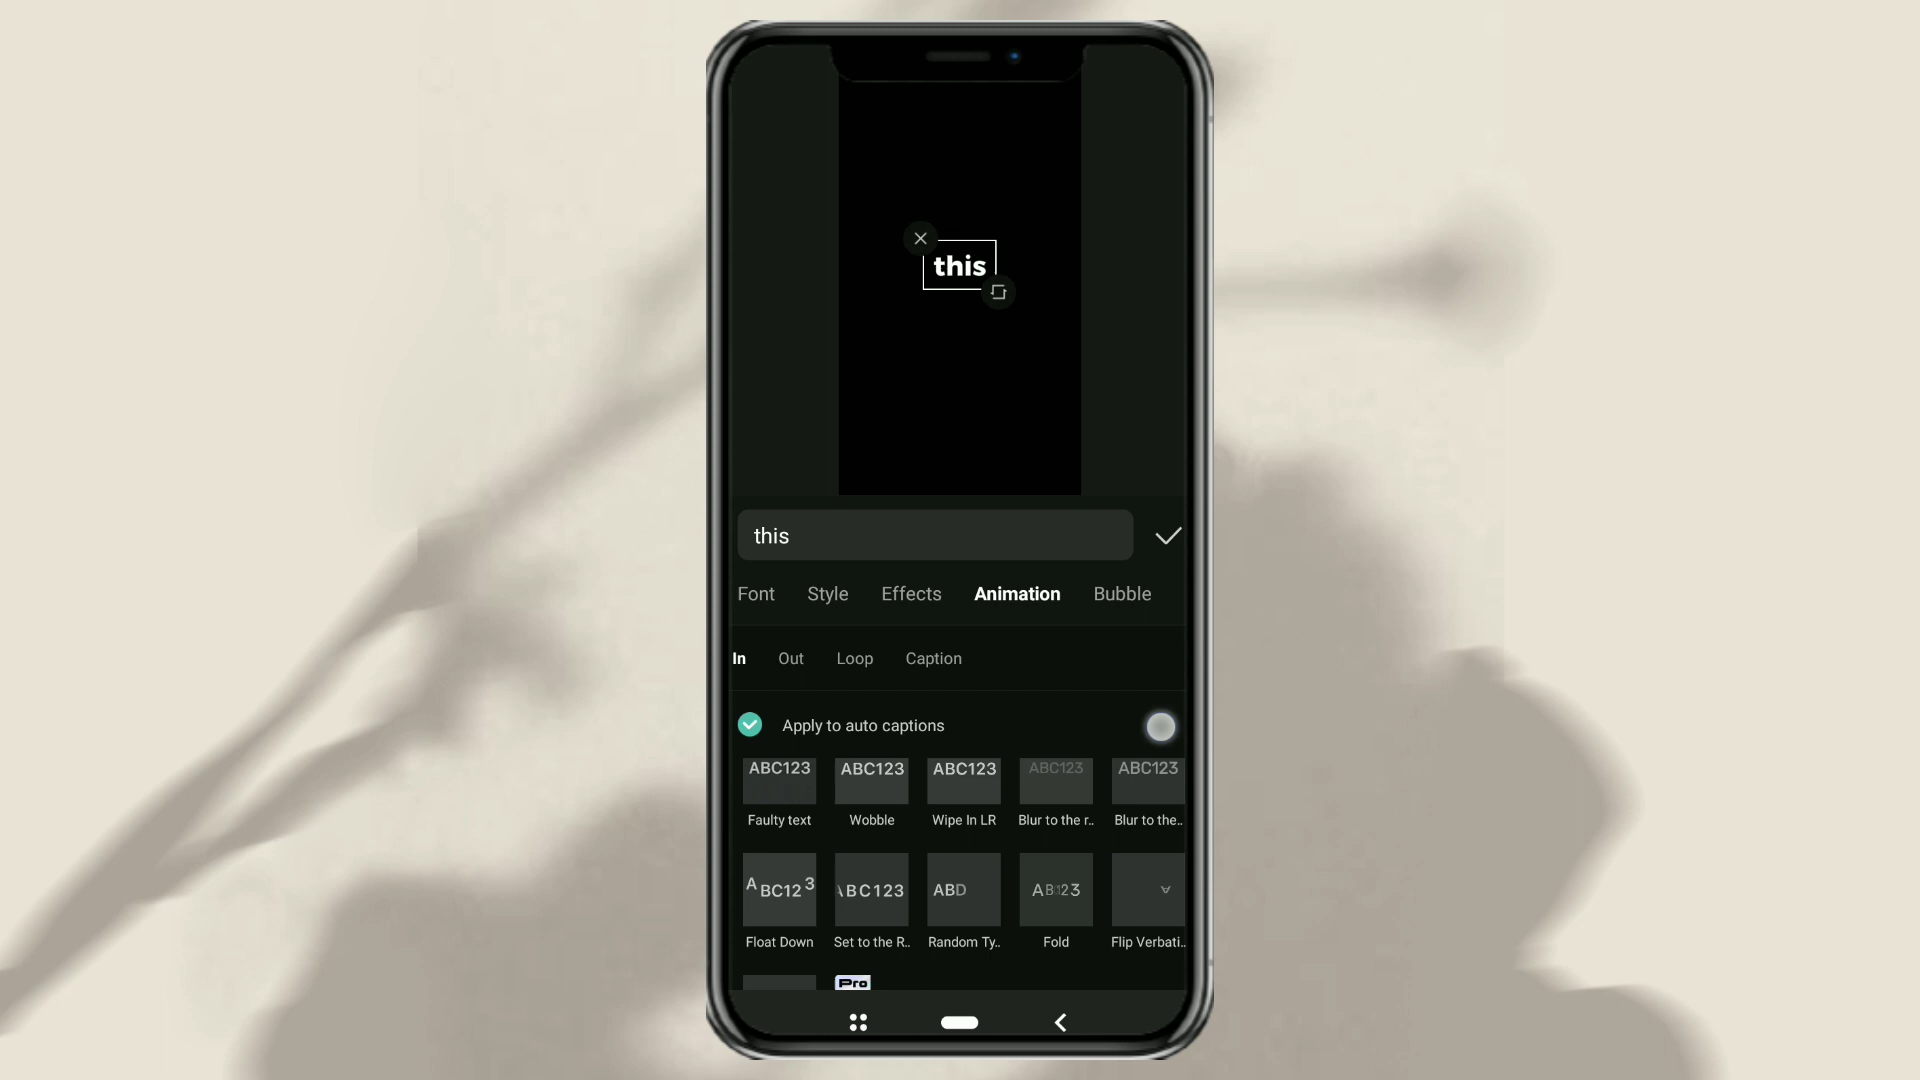 this
this
Font Style Effects Animation Bubble
In Out Loop Caption
Apply to auto captions
ABC123 ABC123 ABC123 ABC123 ABC123
Faulty text Wobble Wipe In LR Blur to the r.. Blur to the..
ABC123 ABC123 ABD AB123 A
Float Down Set to the R.. Random Ty.. Fold Flip Verbati..
Pro